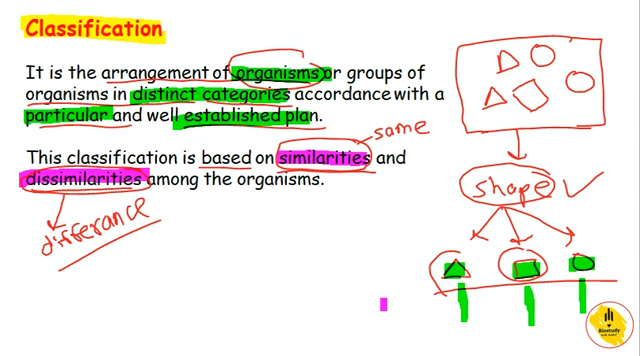 Classification
It is the arrangement of organisms or groups of
organisms in distinct categories accordance with a
particular and well established plan.
same
This classification is based on similarities and
dissimilarities among the organisms.
differance
shape
Biostudy